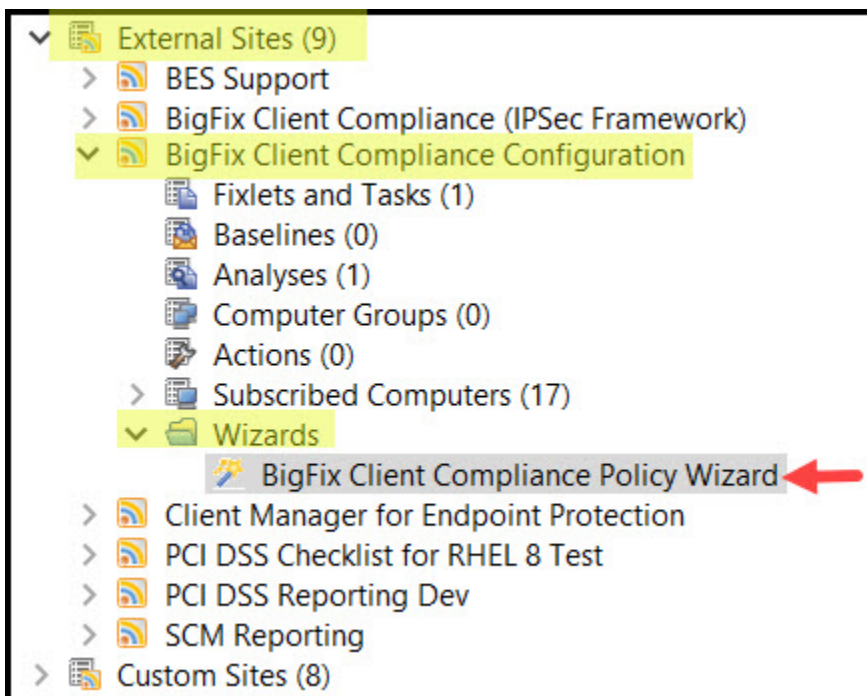 External Sites (9)
BES Support
BigFix Client Compliance (IPSec Framework)
BigFix Client Compliance Configuration
Fixlets and Tasks (1)
Baselines (0)
Analyses (1)
Computer Groups (0)
Actions (0)
Subscribed Computers (17)
Wizards
BigFix Client Compliance Policy Wizard
Client Manager for Endpoint Protection
PCI DSS Checklist for RHEL 8 Test
PCI DSS Reporting Dev
SCM Reporting
Custom Sites (8)